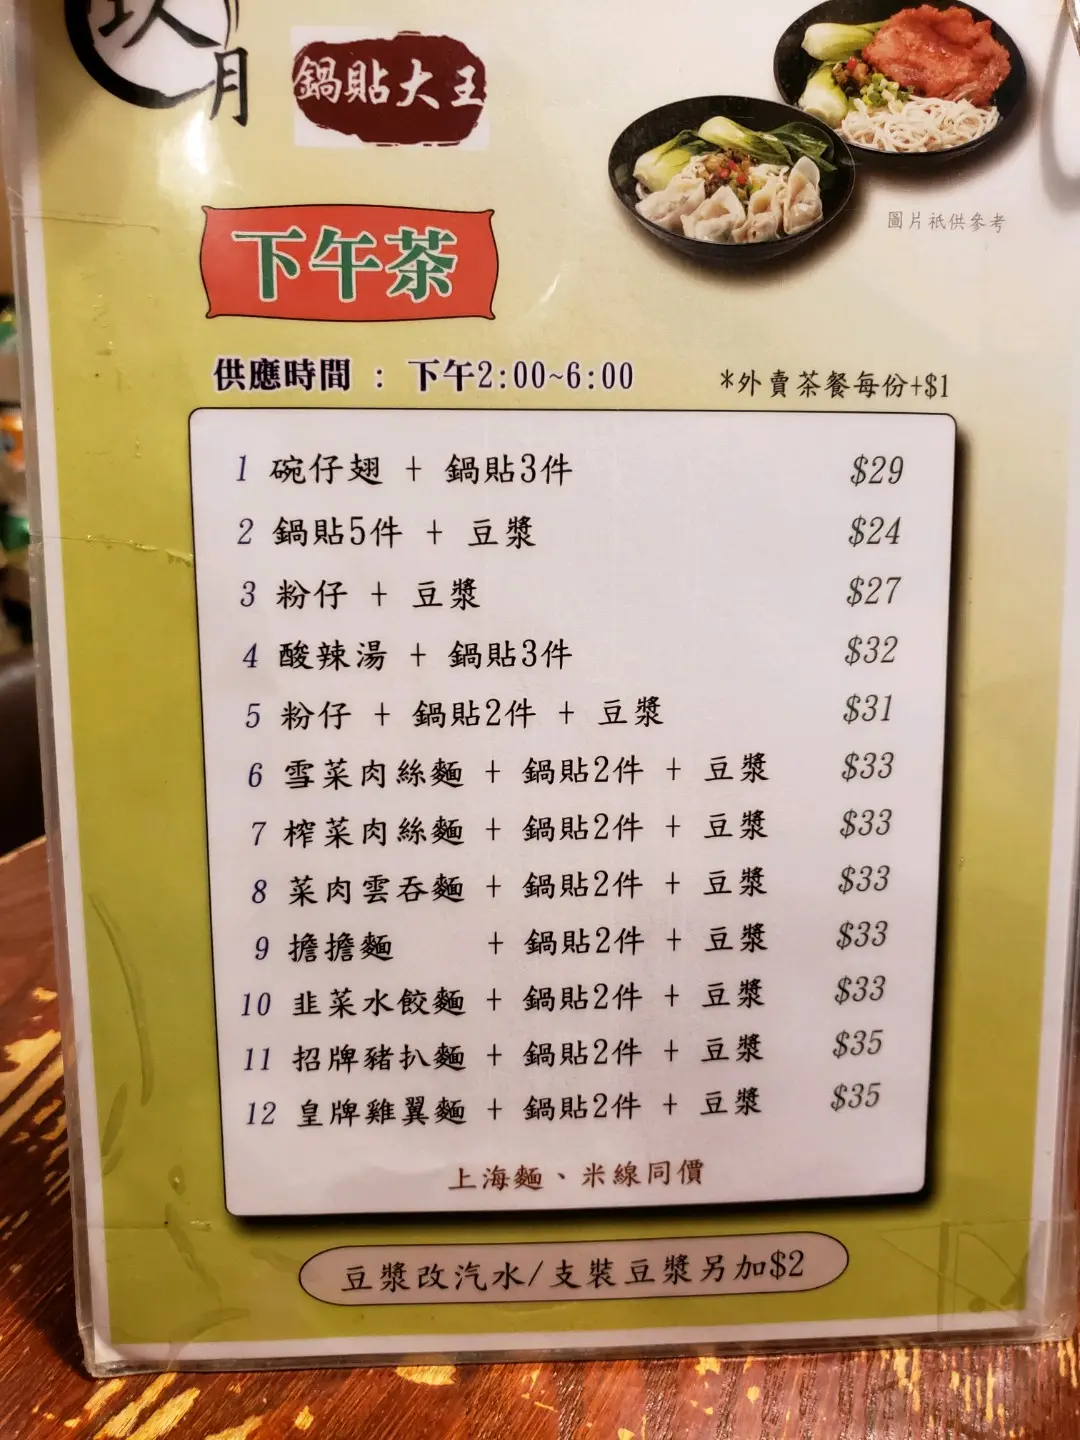 玖月
鍋貼大王
圖片祇供參考
下午茶
供應時間 : 下午2:00~6:00
*外賣茶餐每份+$1
1 碗仔翅 + 鍋貼3件 $29
2 鍋貼5件 + 豆漿 $24
3 粉仔 + 豆漿 $27
4 酸辣湯 + 鍋貼3件 $32
5 粉仔 + 鍋貼2件 + 豆漿 $31
6 雪菜肉絲麵 + 鍋貼2件 + 豆漿 $33
7 榨菜肉絲麵 + 鍋貼2件 + 豆漿 $33
8 菜肉雲吞麵 + 鍋貼2件 + 豆漿 $33
9 擔擔麵 + 鍋貼2件 + 豆漿 $33
10 韭菜水餃麵 + 鍋貼2件 + 豆漿 $33
11 招牌豬扒麵 + 鍋貼2件 + 豆漿 $35
12 皇牌雞翼麵 + 鍋貼2件 + 豆漿 $35
上海麵、米線同價
豆漿改汽水/支裝豆漿另加$2